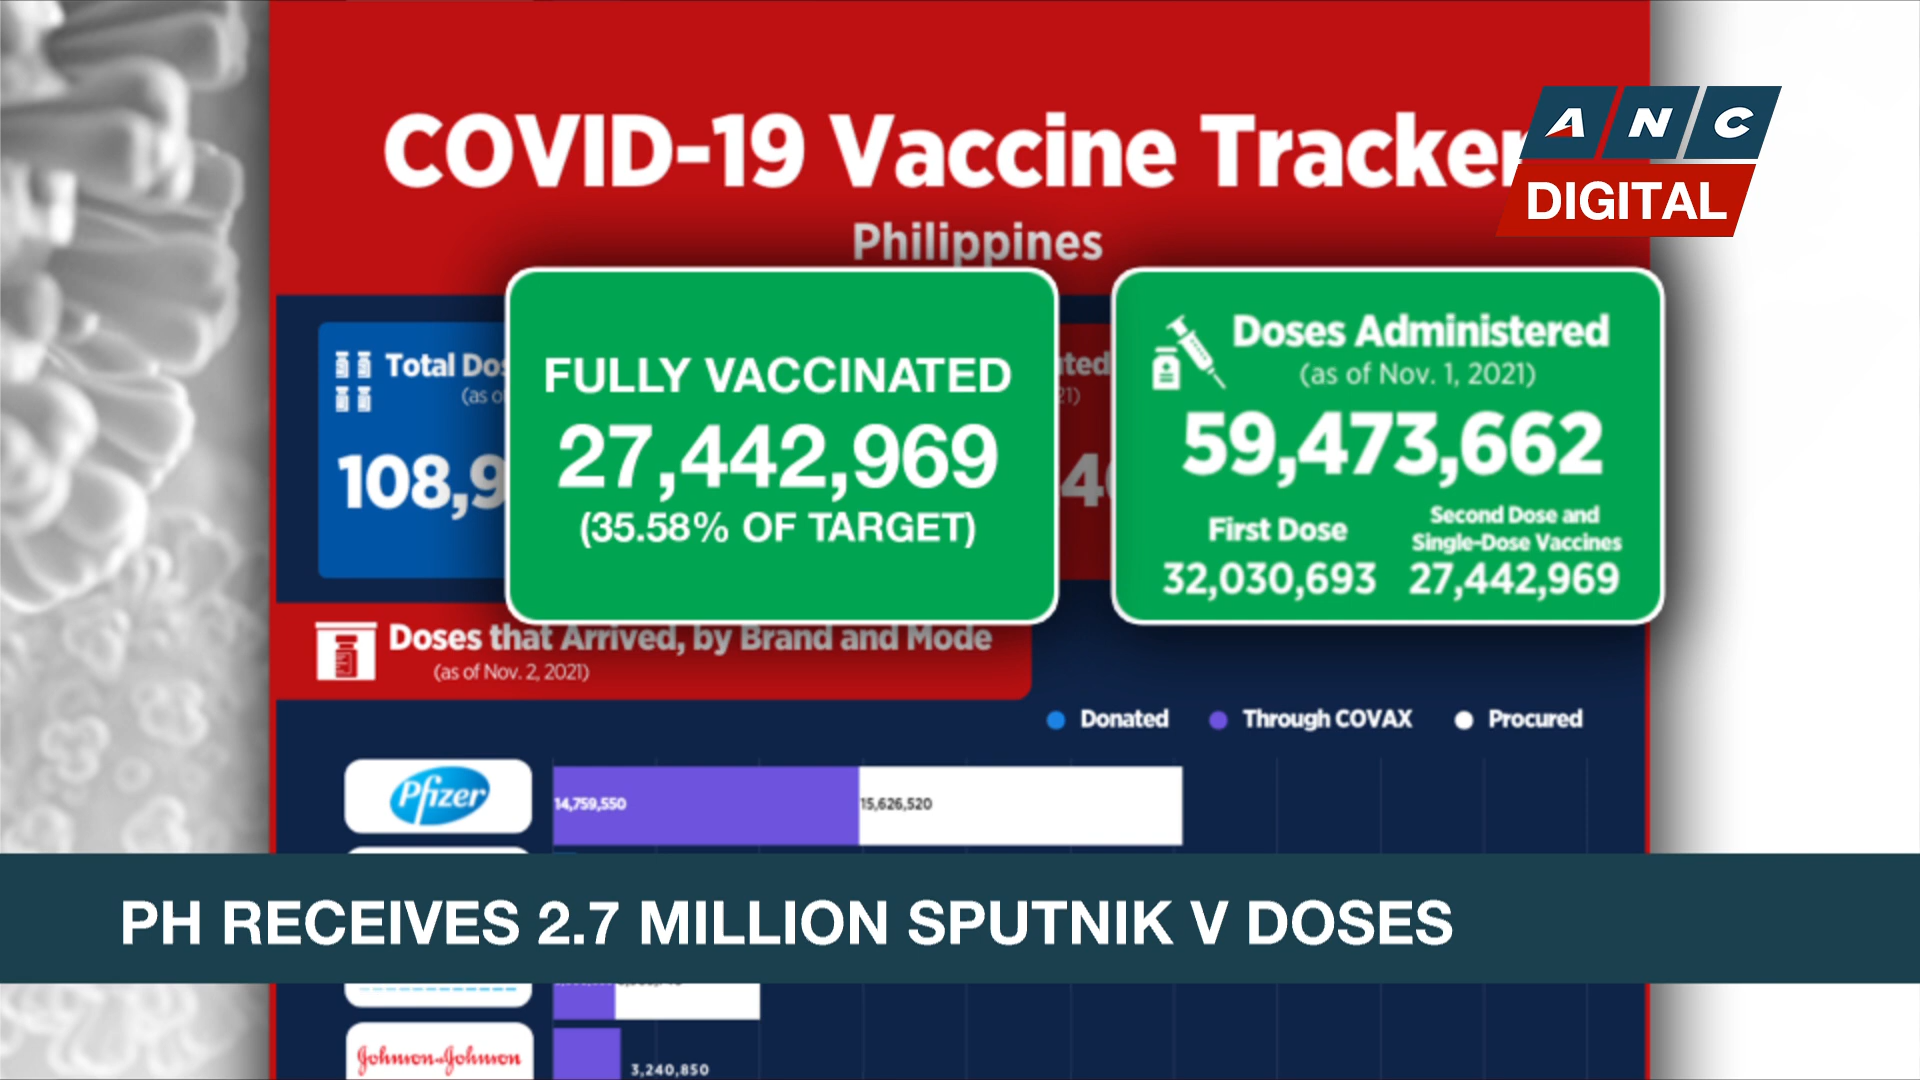 COVID-19 Vaccine Tracker
ANC
DIGITAL
Philippines
Total
(as
108,9
FULLY VACCINATED
27,442,969
(35.58% OF TARGET)
Doses Administered
(as of Nov. 1, 2021)
59,473,662
First Dose
32,030,693
Second Dose and
Single-Dose Vaccines
27,442,969
Doses that Arrived, by Brand and Mode
(as of Nov. 2, 2021)
Donated
Through COVAX
Procured
Pfizer
14,759,550
15,626,520
PH RECEIVES 2.7 MILLION SPUTNIK V DOSES
Johnson&Johnson
3,240,850